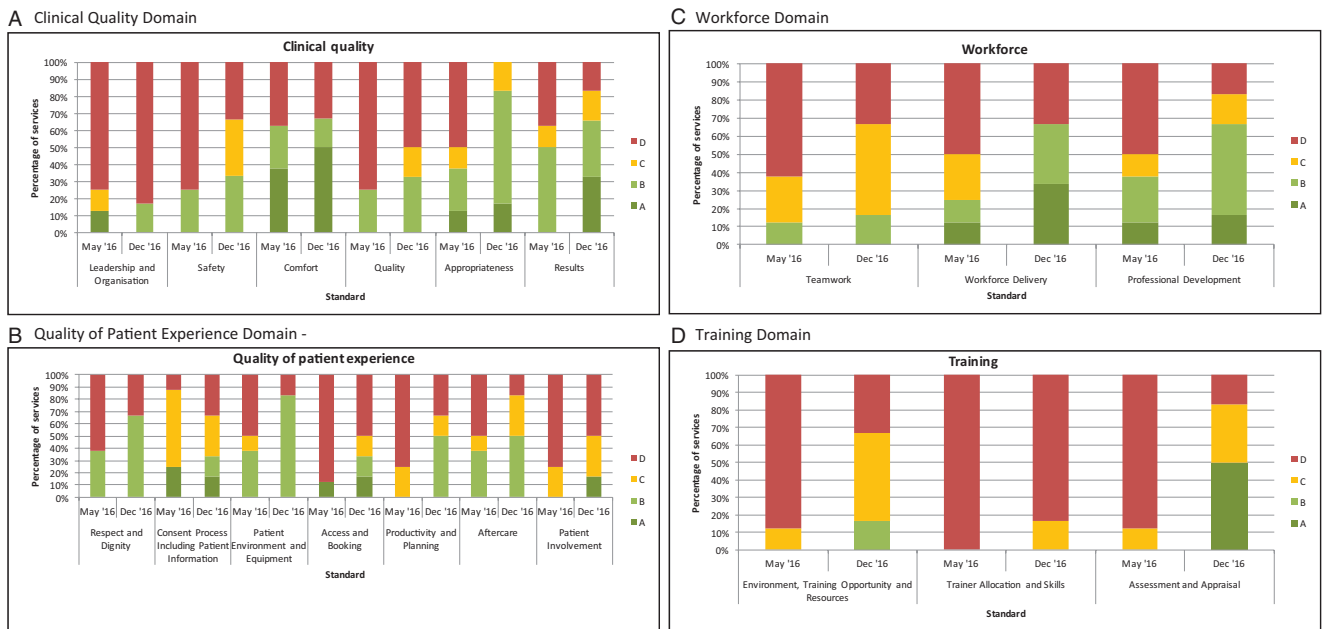 A Clinical Quality Domain
Clinical quality
Percentage of services
100%
90%
80%
70%
60%
50%
40%
30%
20%
10%
0%
D
C
B
A
May '16 Dec '16 May '16 Dec '16 May '16 Dec '16 May '16 Dec '16 May '16 Dec '16 May '16 Dec '16
Leadership and Safety Comfort Quality Appropriateness Results
Organisation
Standard
B Quality of Patient Experience Domain -
Quality of patient experience
Percentage of services
100%
90%
80%
70%
60%
50%
40%
30%
20%
10%
0%
D
C
B
A
May '16 Dec '16 May '16 Dec '16 May '16 Dec '16 May '16 Dec '16 May '16 Dec '16 May '16 Dec '16 May '16 Dec '16
Respect and Consent Process Patient Access and Productivity and Aftercare Patient
Dignity Including Patient Environment and Booking Planning Involvement
Information Equipment
Standard
C Workforce Domain
Workforce
Percentage of services
100%
90%
80%
70%
60%
50%
40%
30%
20%
10%
0%
D
C
B
A
May '16 Dec '16 May '16 Dec '16 May '16 Dec '16
Teamwork Workforce Delivery Professional Development
Standard
D Training Domain
Training
Percentage of services
100%
90%
80%
70%
60%
50%
40%
30%
20%
10%
0%
D
C
B
A
May '16 Dec '16 May '16 Dec '16 May '16 Dec '16
Environment, Training Opportunity and Trainer Allocation and Skills Assessment and Appraisal
Resources
Standard